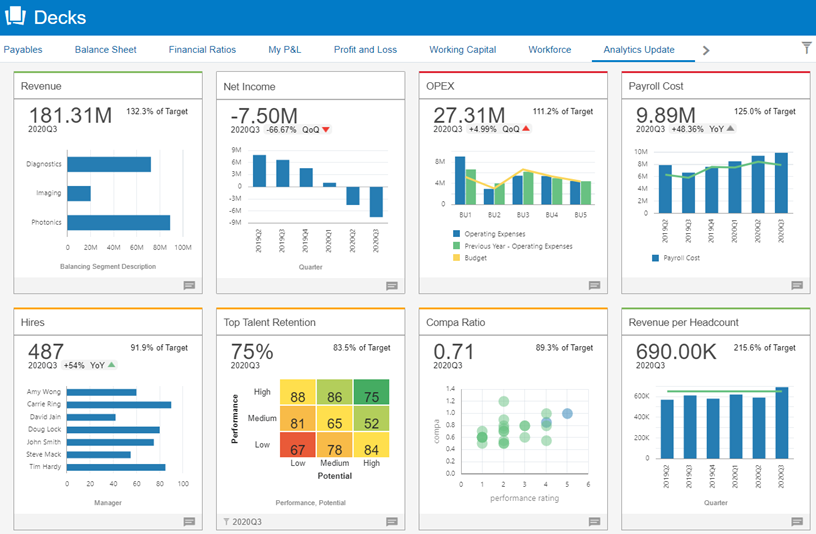 Decks
Payables Balance Sheet Financial Ratios My P&L Profit and Loss Working Capital Workforce Analytics Update
Revenue
181.31M 132.3% of Target
2020Q3
Diagnostics
Imaging
Photonics
0 20M 40M 60M 80M 100M
Balancing Segment Description
Net Income
-7.50M
2020Q3 -66.67% QoQ
9M
6M
3M
0
-3M
-6M
-9M
2019Q2 2019Q3 2019Q4 2020Q1 2020Q2 2020Q3
Quarter
OPEX
27.31M 111.2% of Target
2020Q3 +4.99% QoQ
8M
4M
0
BU1 BU2 BU3 BU4 BU5
Operating Expenses
Previous Year - Operating Expenses
Budget
Payroll Cost
9.89M 125.0% of Target
2020Q3 +48.36% YoY
10M
8M
6M
4M
2M
0
2019Q2 2019Q3 2019Q4 2020Q1 2020Q2 2020Q3
Payroll Cost
Hires
487 91.9% of Target
2020Q3 +54% YoY
Amy Wong
Carrie Ring
David Jain
Doug Lock
John Smith
Steve Mack
Tim Hardy
0 20 40 60 80 100
Manager
Top Talent Retention
75% 83.5% of Target
2020Q3
Performance
High 88 86 75
Medium 81 65 52
Low 67 78 84
Low Medium High
Potential
Performance, Potential
2020Q3
Compa Ratio
0.71 89.3% of Target
2020Q3
compa
1.4
1.2
1.0
0.8
0.6
0.4
0.2
0.0
0 1 2 3 4 5 6
performance rating
Revenue per Headcount
690.00K 215.6% of Target
2020Q3
600K
400K
200K
0
2019Q2 2019Q3 2019Q4 2020Q1 2020Q2 2020Q3
Quarter